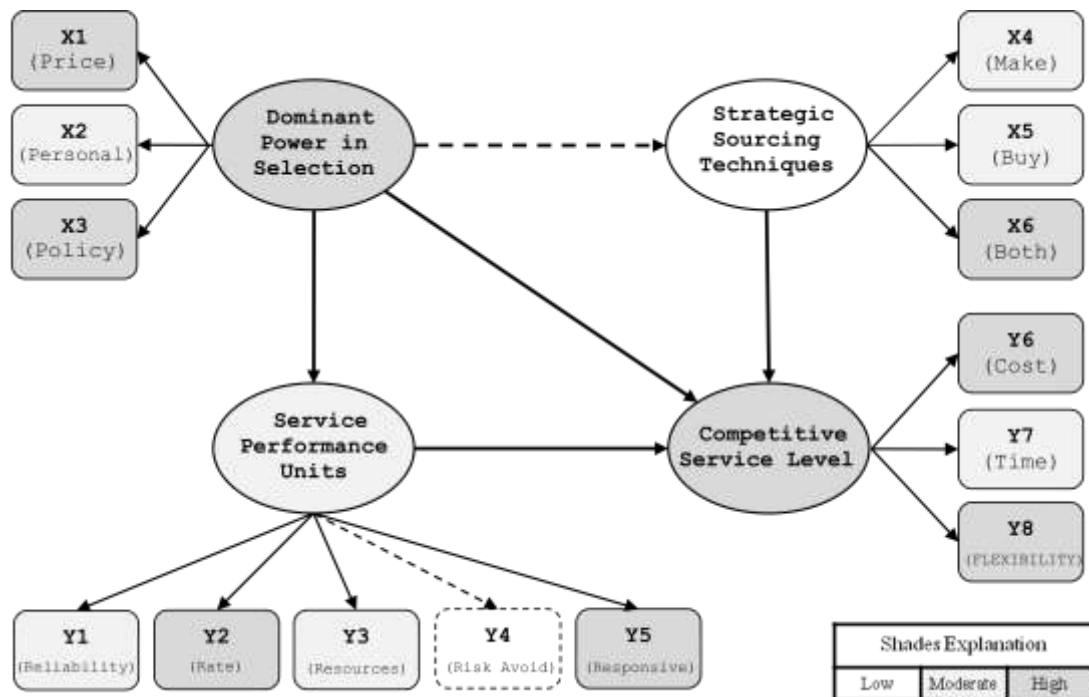 X1
(Price)
X2
(Personal)
X3
(Policy)
Dominant
Power in
Selection
Strategic
Sourcing
Techniques
X4
(Make)
X5
(Buy)
X6
(Both)
Service
Performance
Units
Competitive
Service Level
Y6
(Cost)
Y7
(Time)
Y8
(FLEXIBILITY)
Y1
(Reliability)
Y2
(Rate)
Y3
(Resources)
Y4
(Risk Avoid)
Y5
(Responsive)
Shades Explanation
Low Moderate High